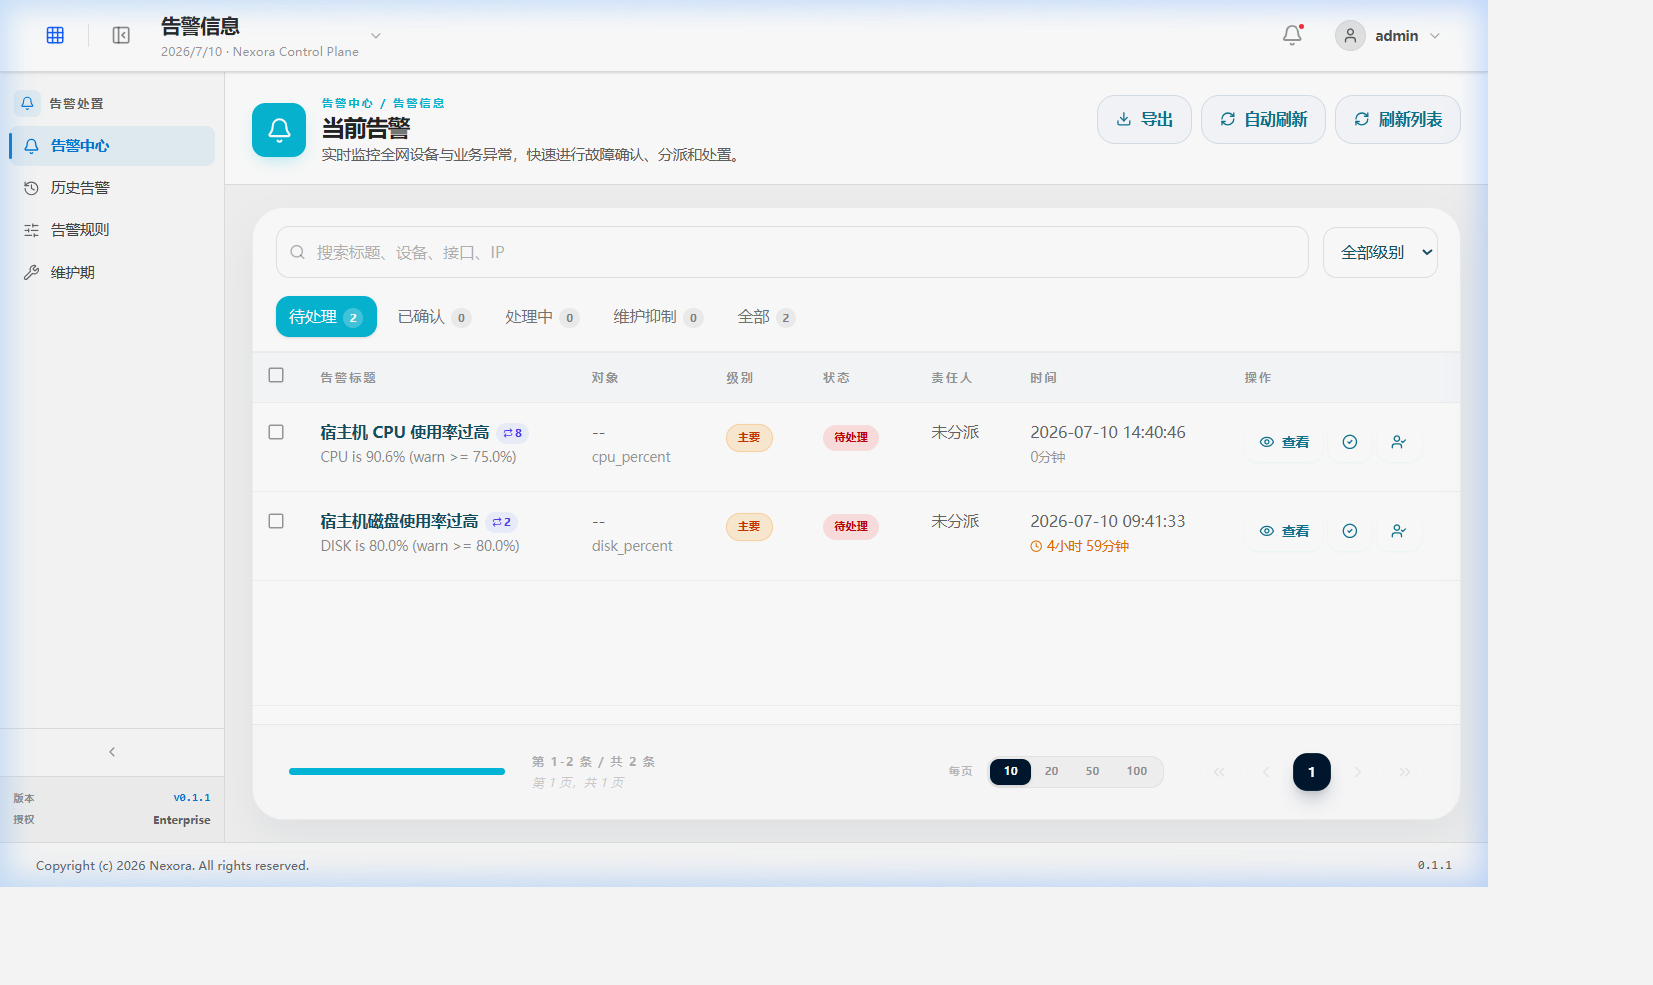 告警信息
2026/7/10 · Nexora Control Plane
admin
告警处置
告警中心
历史告警
告警规则
维护期
版本 v0.1.1
授权 Enterprise
告警中心 / 告警信息
当前告警
实时监控全网设备与业务异常，快速进行故障确认、分派和处置。
导出
自动刷新
刷新列表
搜索标题、设备、接口、IP
全部级别
待处理 2
已确认 0
处理中 0
维护抑制 0
全部 2
告警标题 对象 级别 状态 责任人 时间 操作
宿主机 CPU 使用率过高 8 -- 主要 待处理 未分派 2026-07-10 14:40:46 查看
CPU is 90.6% (warn >= 75.0%) cpu_percent 0分钟
宿主机磁盘使用率过高 2 -- 主要 待处理 未分派 2026-07-10 09:41:33 查看
DISK is 80.0% (warn >= 80.0%) disk_percent 4小时 59分钟
第 1-2 条 / 共 2 条
第 1 页，共 1 页
每页 10 20 50 100
1
Copyright (c) 2026 Nexora. All rights reserved.
0.1.1